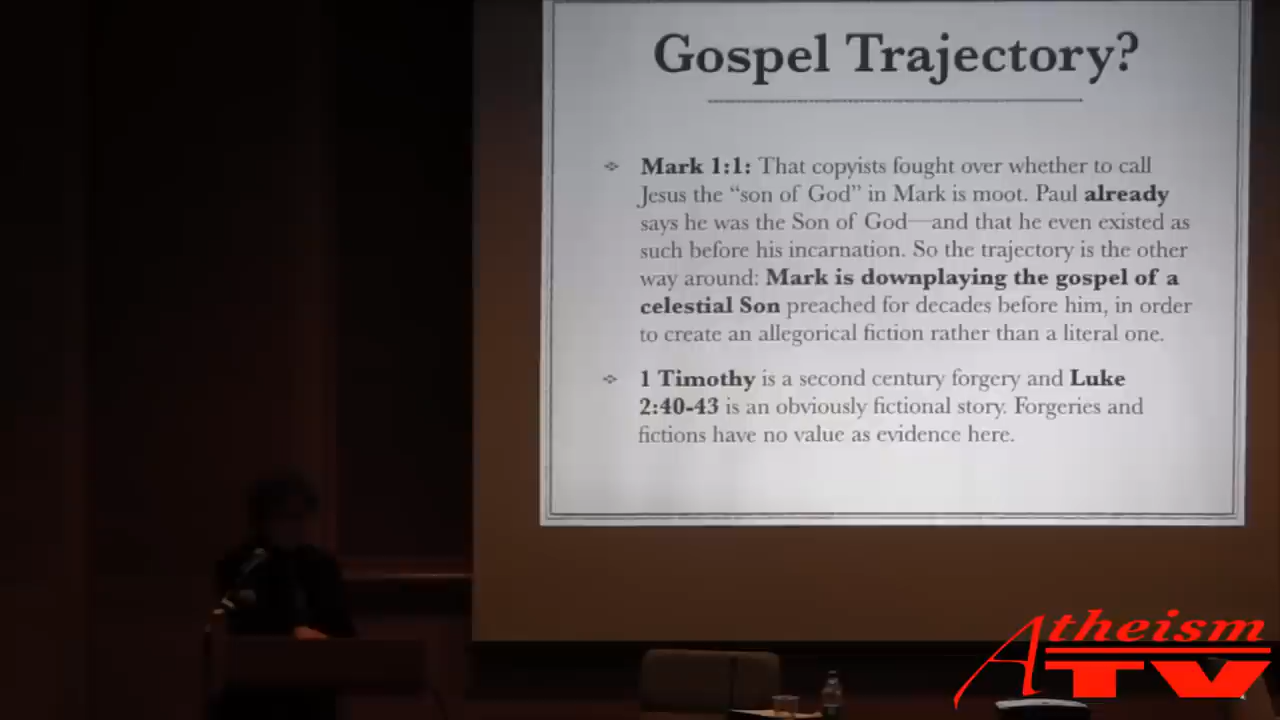 Gospel Trajectory?
Mark 1:1: That copyists fought over whether to call
Jesus the “son of God” in Mark is moot. Paul already
says he was the Son of God—and that he even existed as
such before his incarnation. So the trajectory is the other
way around: Mark is downplaying the gospel of a
celestial Son preached for decades before him, in order
to create an allegorical fiction rather than a literal one.
1 Timothy is a second century forgery and Luke
2:40-43 is an obviously fictional story. Forgeries and
fictions have no value as evidence here.
Atheism
TV